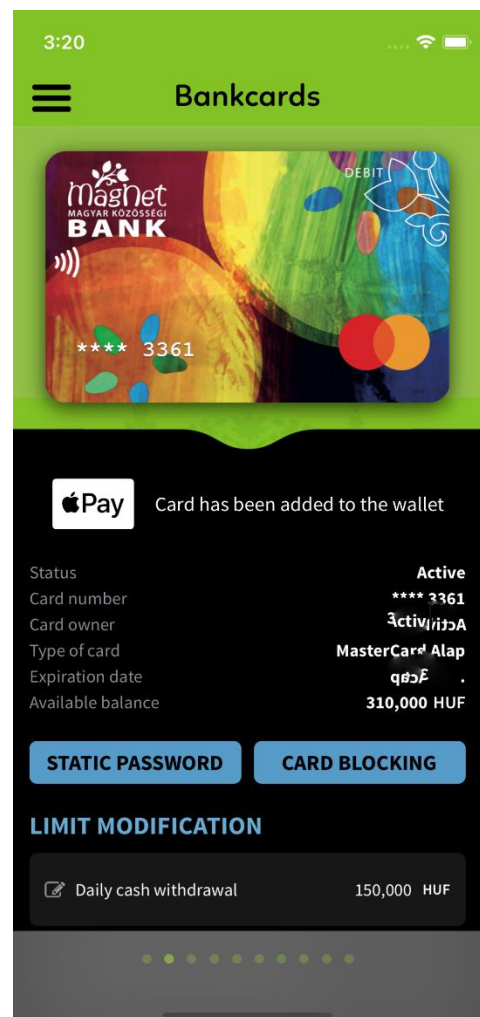 3:20
Bankcards
DEBIT
magnet
MAGYAR KÖZÖSSÉGI
BANK
**** 3361
Pay
Card has been added to the wallet
Status Active
Card number **** 3361
Card owner
Type of card MasterCard Alap
Expiration date
Available balance 310,000 HUF
STATIC PASSWORD CARD BLOCKING
LIMIT MODIFICATION
Daily cash withdrawal 150,000 HUF